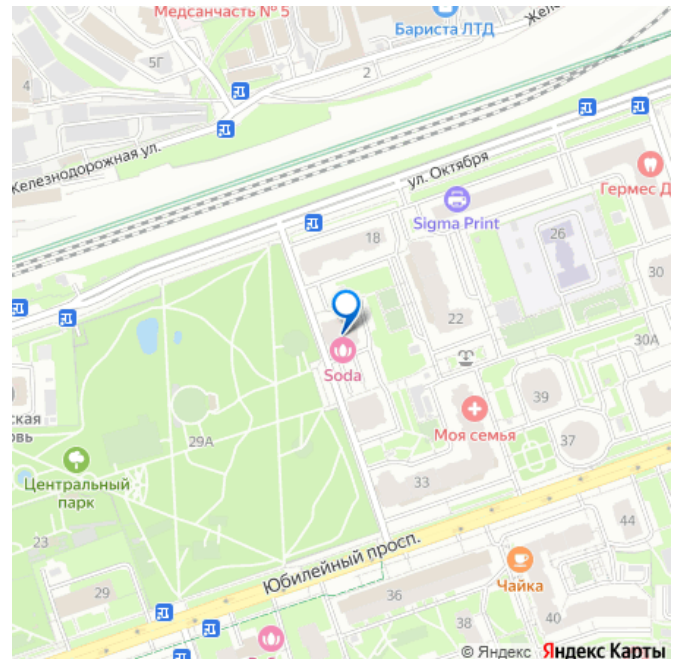 Медсанчасть № 5
Бариста ЛТД
5Г
4
2
Железнодорожная ул.
ул. Октября
Гермес Д
Sigma Print
18
26
30
22
30А
Soda
39
Моя семья
37
29А
Центральный
парк
33
23
Юбилейный просп.
44
29
36
Чайка
38
40
© Яндекс Яндекс Карты